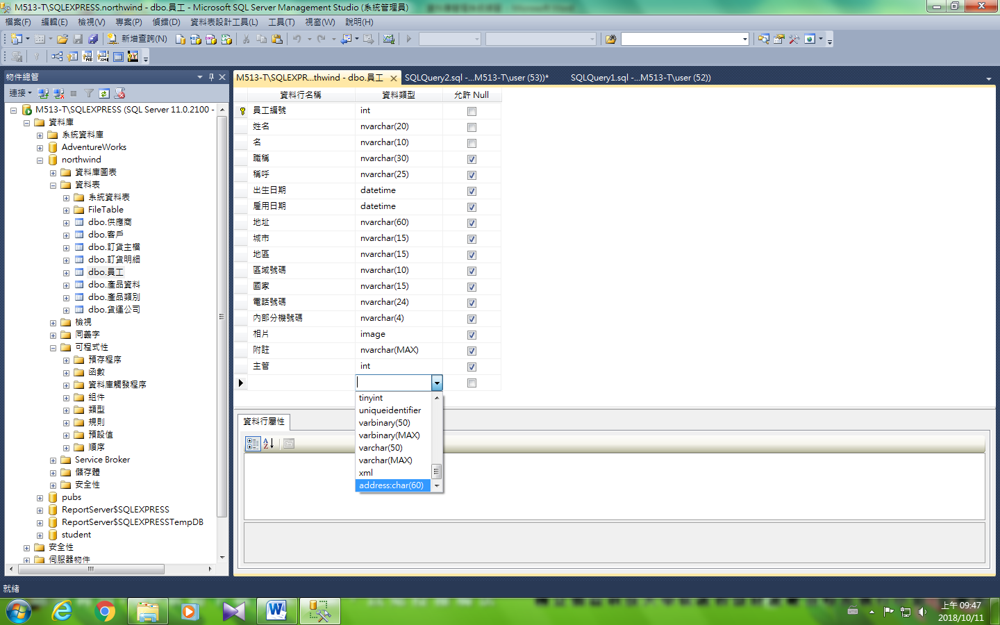 M513-T\SQLEXPRESS.northwind - dbo.員工 - Microsoft SQL Server Management Studio (系統管理員)
檔案(F) 編輯(E) 檢視(V) 專案(P) 偵錯(D) 資料表設計工具(L) 工具(T) 視窗(W) 說明(H)
新增查詢(N)
物件總管
連接
M513-T\SQLEXPRESS (SQL Server 11.0.2100 -
資料庫
系統資料庫
AdventureWorks
northwind
資料庫圖表
資料表
系統資料表
FileTable
dbo.供應商
dbo.客戶
dbo.訂貨主檔
dbo.訂貨明細
dbo.員工
dbo.產品資料
dbo.產品類別
dbo.貨運公司
檢視
同義字
可程式性
預存程序
函數
資料庫觸發程序
組件
類型
規則
預設值
順序
Service Broker
儲存體
安全性
pubs
ReportServer$SQLEXPRESS
ReportServer$SQLEXPRESSTempDB
student
安全性
伺服器物件
M513-T\SQLEXPR...thwind - dbo.員工 SQLQuery2.sql -...M513-T\user (53))* SQLQuery1.sql -...M513-T\user (52))
資料行名稱 資料類型 允許 Null
員工編號 int
姓名 nvarchar(20)
名 nvarchar(10)
職稱 nvarchar(30)
稱呼 nvarchar(25)
出生日期 datetime
雇用日期 datetime
地址 nvarchar(60)
城市 nvarchar(15)
地區 nvarchar(15)
區域號碼 nvarchar(10)
國家 nvarchar(15)
電話號碼 nvarchar(24)
內部分機號碼 nvarchar(4)
相片 image
附註 nvarchar(MAX)
主管 int
tinyint
uniqueidentifier
varbinary(50)
varbinary(MAX)
varchar(50)
varchar(MAX)
xml
address:char(60)
資料行屬性
就緒
上午 09:47
2018/10/11